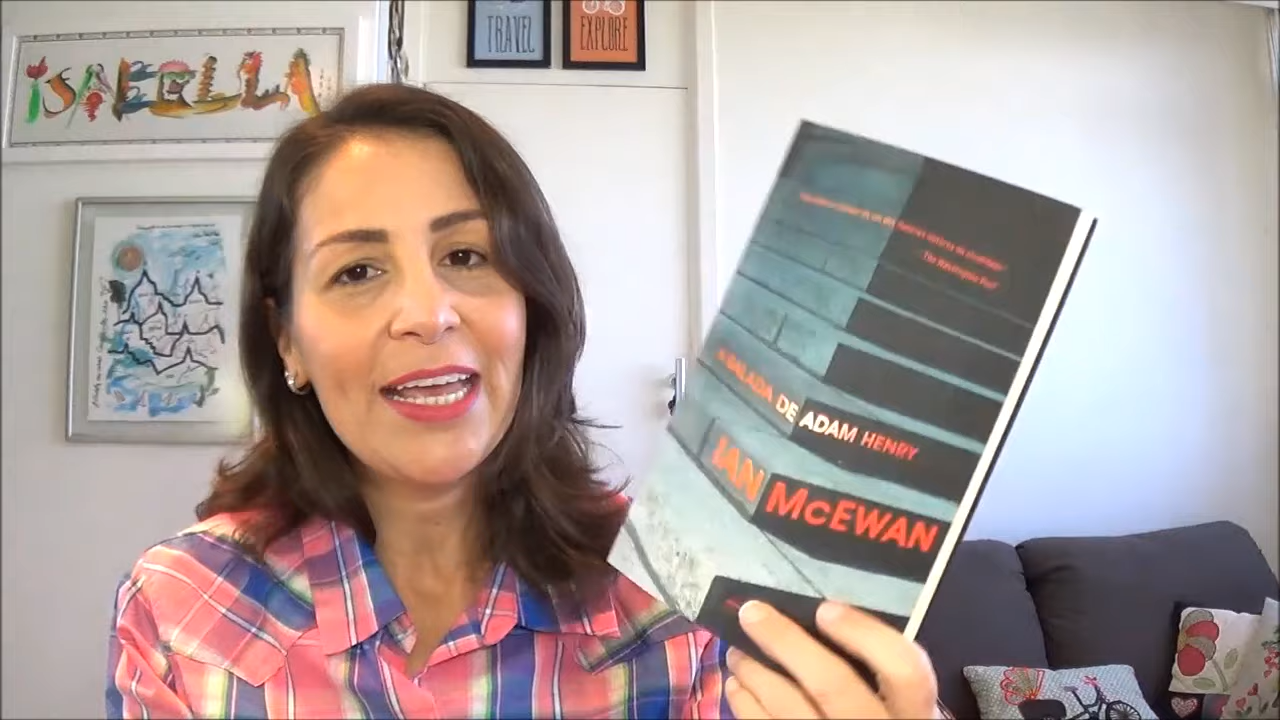 ISABELLA
TRAVEL
EXPLORE
The Washington Post
A BALADA DE ADAM HENRY
IAN McEWAN